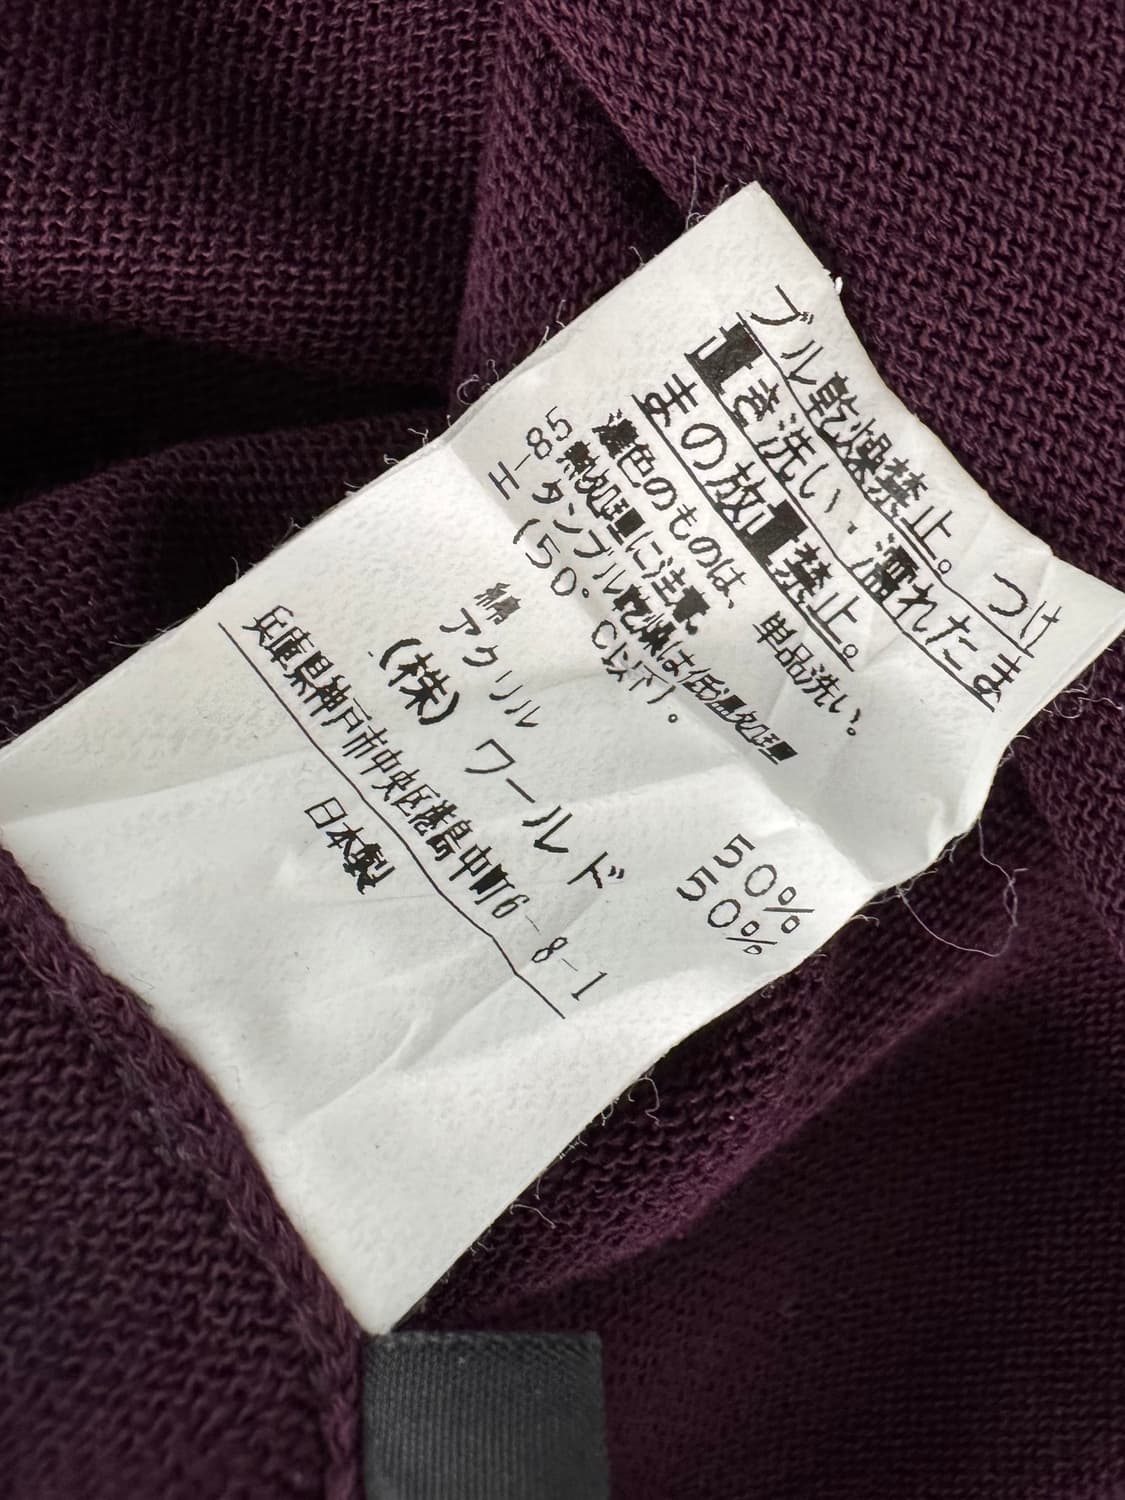 ブル乾燥禁止。 つけ
置き洗い、濡れたま
まの放置禁止。
濃色のものは、単品洗い。
熱処理に注意。
タンブル乾燥は低温処理
(50°C以下)。
H-85
綿 50%
アクリル 50%
(株) ワールド
兵庫県神戸市中央区港島中町6-8-1
日本製